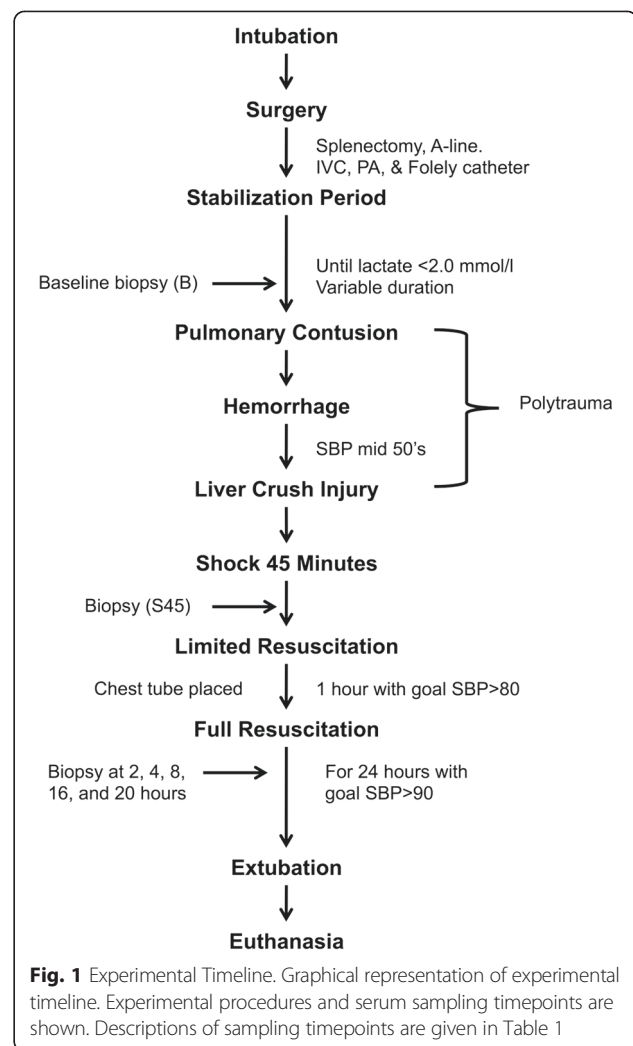 Intubation
Surgery
Splenectomy, A-line.
IVC, PA, & Folely catheter
Stabilization Period
Baseline biopsy (B)
Until lactate <2.0 mmol/l
Variable duration
Pulmonary Contusion
Hemorrhage
Polytrauma
SBP mid 50's
Liver Crush Injury
Shock 45 Minutes
Biopsy (S45)
Limited Resuscitation
Chest tube placed
1 hour with goal SBP>80
Full Resuscitation
Biopsy at 2, 4, 8,
16, and 20 hours
For 24 hours with
goal SBP>90
Extubation
Euthanasia
Fig. 1 Experimental Timeline. Graphical representation of experimental
timeline. Experimental procedures and serum sampling timepoints are
shown. Descriptions of sampling timepoints are given in Table 1